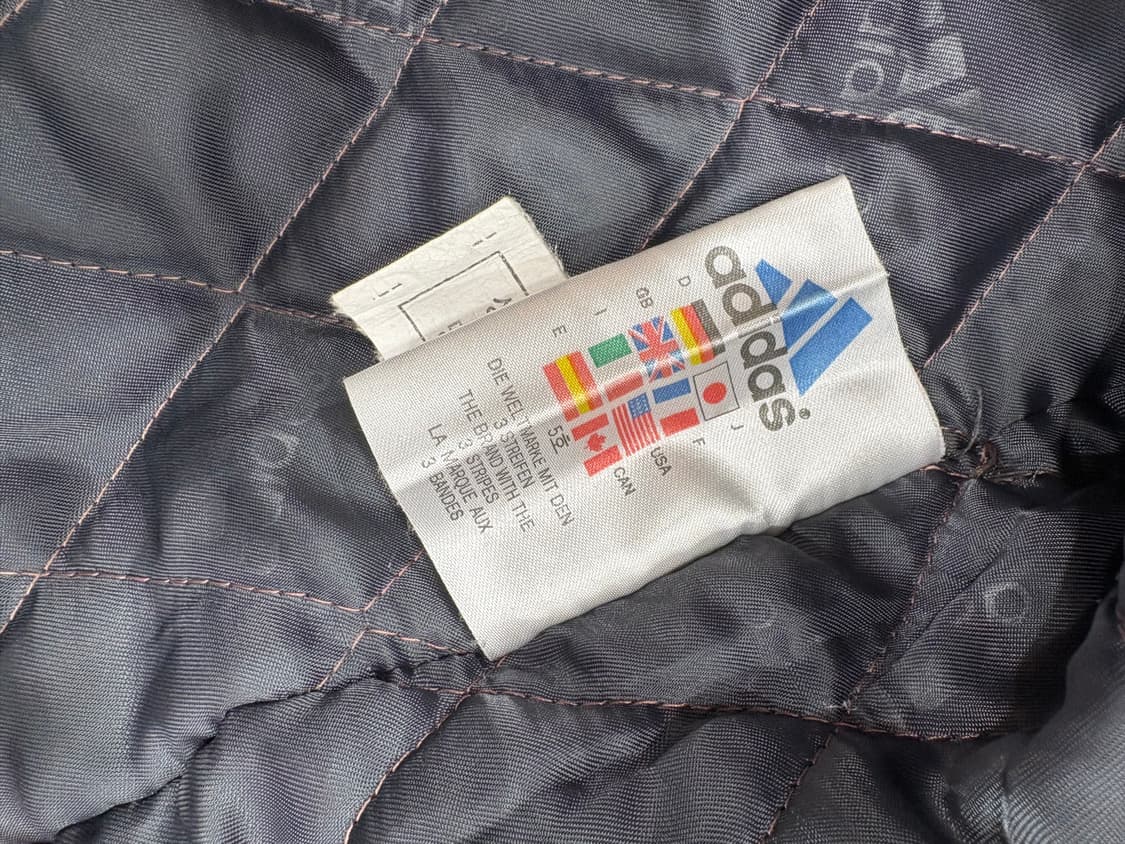 adidas
D
GB
I
E
J
F
USA
CAN
DIE WELTMARKE MIT DEN
3 STREIFEN
THE BRAND WITH THE
3 STRIPES
LA MARQUE AUX
3 BANDES